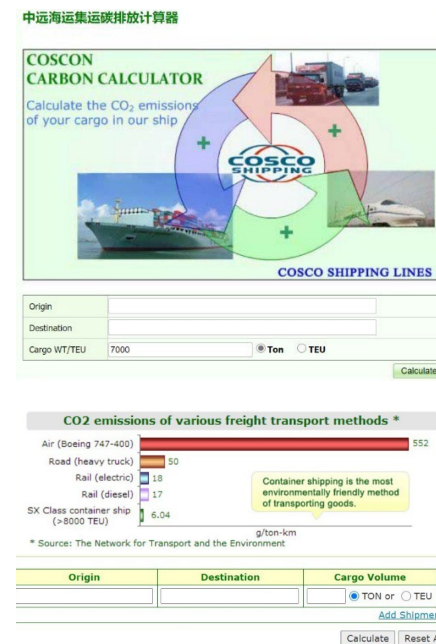 中远海运集运碳排放计算器
COSCON
CARBON CALCULATOR
Calculate the CO₂ emissions
of your cargo in our ship
COSCO
SHIPPING
COSCO SHIPPING LINES
Origin
Destination
Cargo WT/TEU 7000 Ton TEU
Calculate
CO2 emissions of various freight transport methods *
Air (Boeing 747-400) 552
Road (heavy truck) 50
Rail (electric) 18
Rail (diesel) 17
SX Class container ship
(>8000 TEU) 6.04
Container shipping is the most
environmentally friendly method
of transporting goods.
g/ton-km
* Source: The Network for Transport and the Environment
Origin Destination Cargo Volume
TON or TEU
Add Shipmen
Calculate Reset A